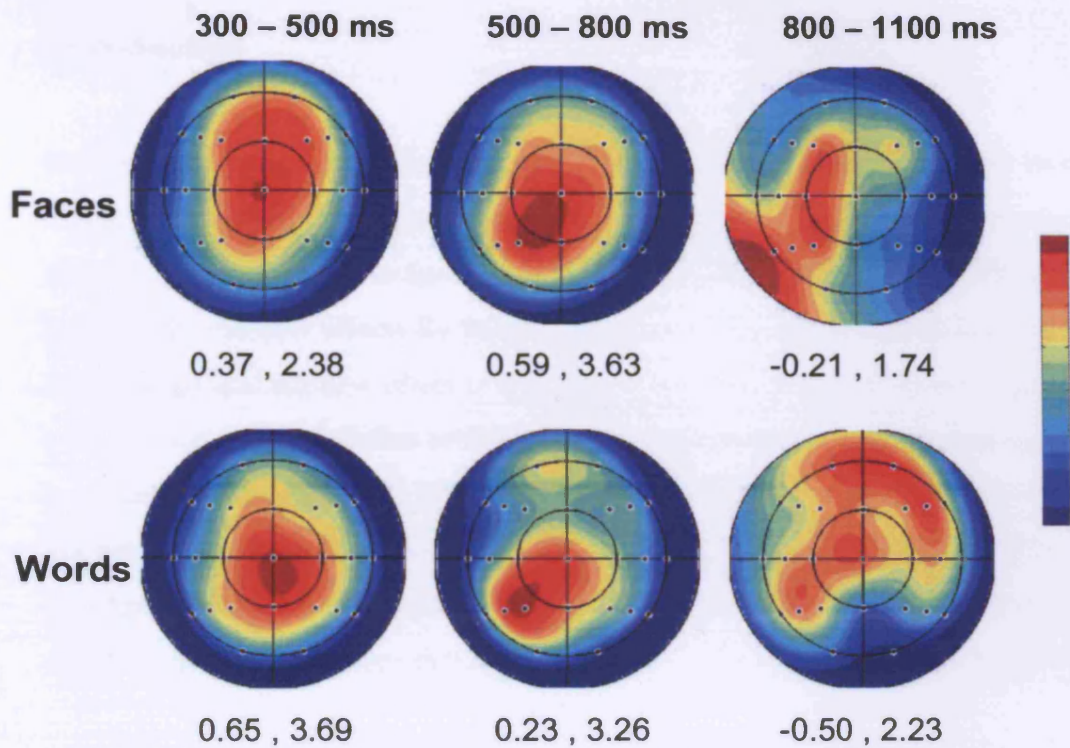 300 – 500 ms 500 – 800 ms 800 – 1100 ms
Faces
0.37 , 2.38 0.59 , 3.63 -0.21 , 1.74
Words
0.65 , 3.69 0.23 , 3.26 -0.50 , 2.23